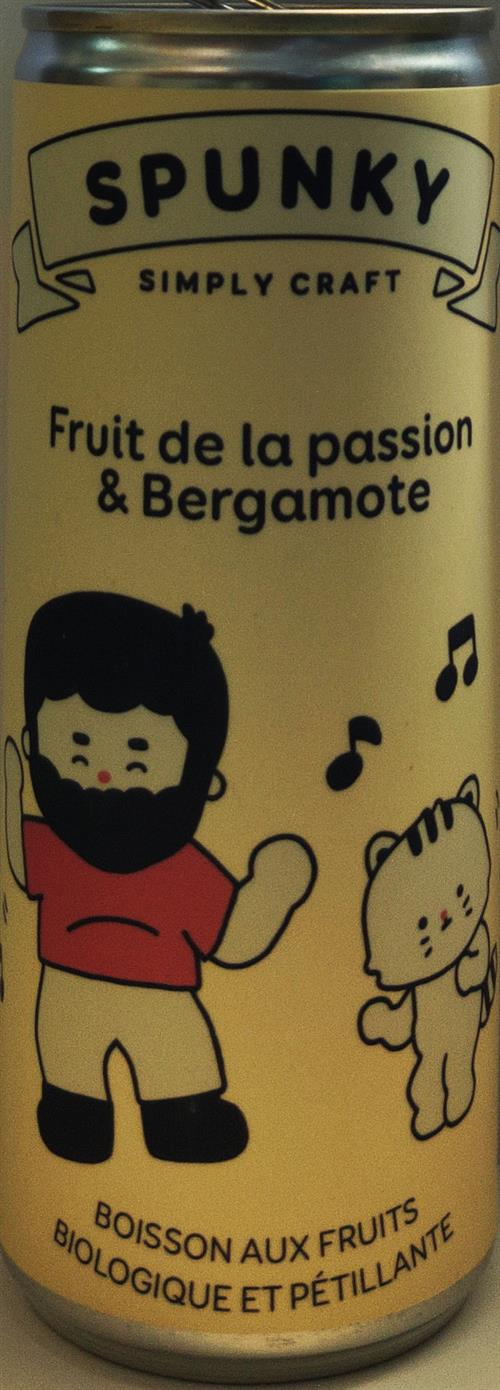 SPUNKY
SIMPLY CRAFT
Fruit de la passion
& Bergamote
BOISSON AUX FRUITS
BIOLOGIQUE ET PÉTILLANTE